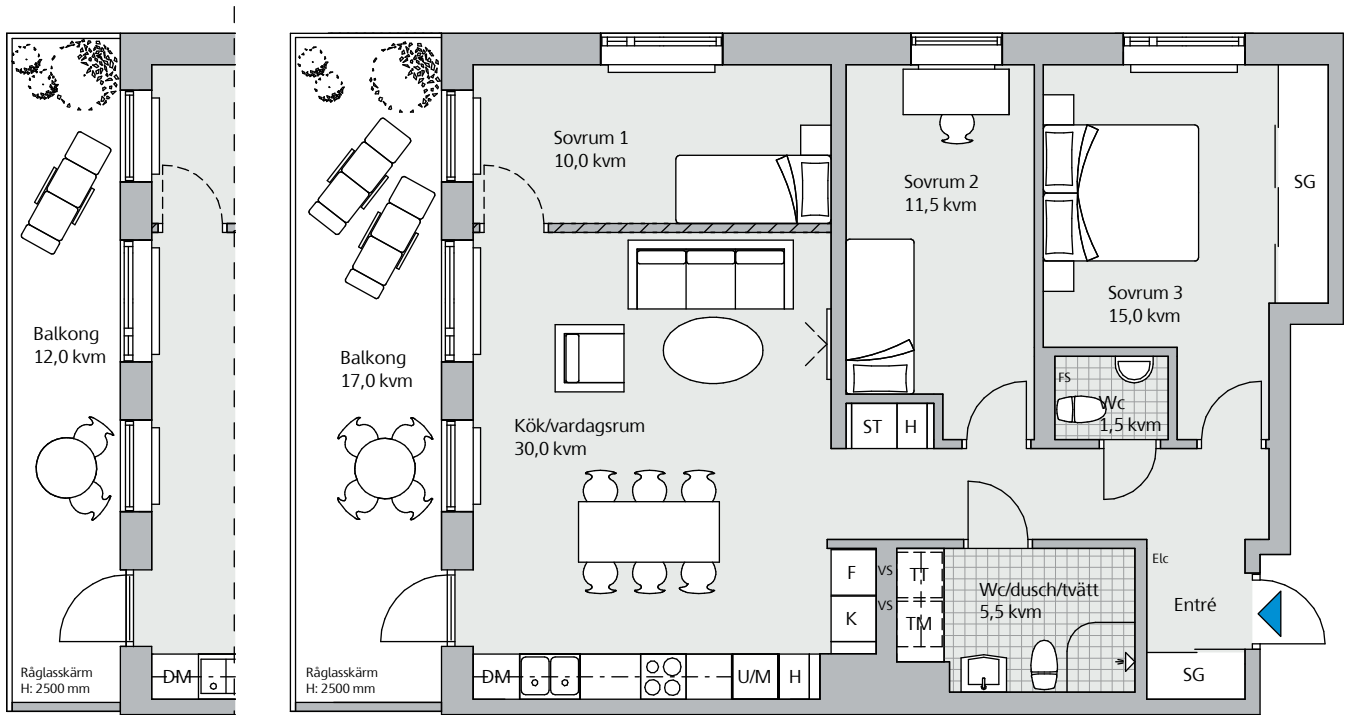 Balkong
12,0 kvm
Råglasskärm
H: 2500 mm
DM
Balkong
17,0 kvm
Råglasskärm
H: 2500 mm
Sovrum 1
10,0 kvm
Sovrum 2
11,5 kvm
Sovrum 3
15,0 kvm
SG
Kök/vardagsrum
30,0 kvm
ST H
FS
Wc
1,5 kvm
F
K
VS
VS
TT
TM
Wc/dusch/tvätt
5,5 kvm
Elc
Entré
SG
DM
U/M
H